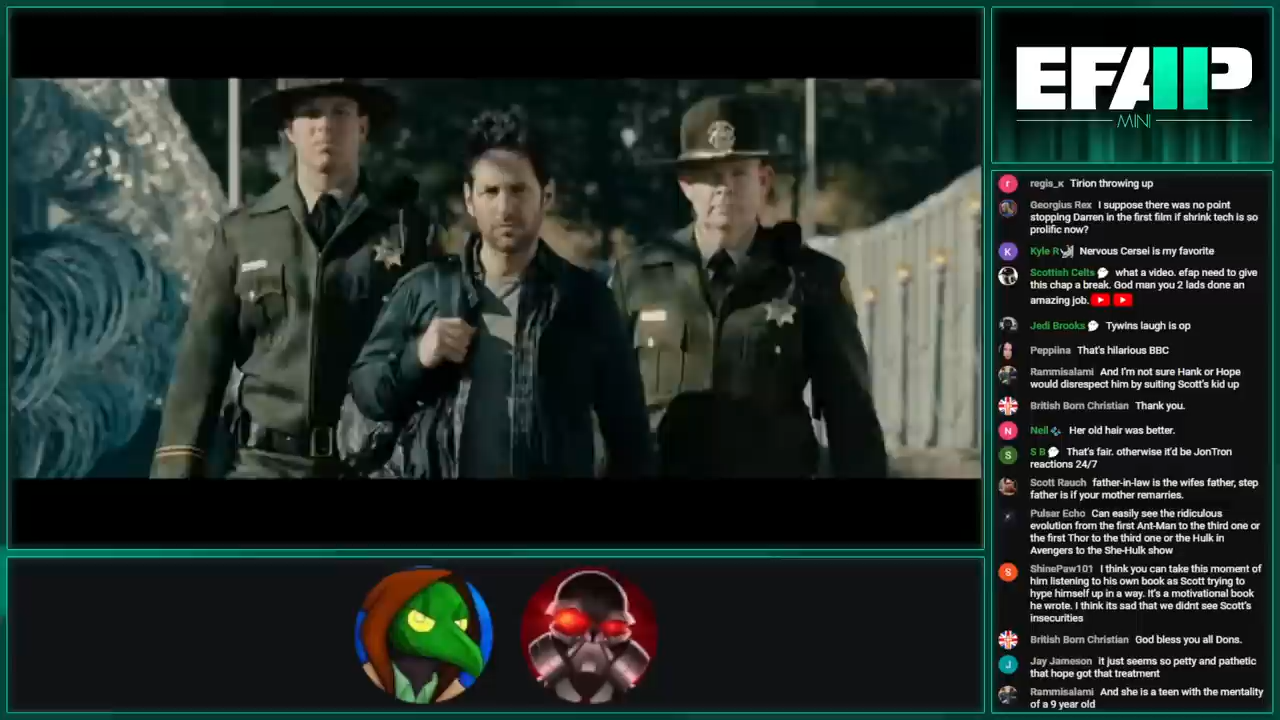 EFAP
MINI
regis_k Tirion throwing up
Georgius Rex I suppose there was no point
stopping Darren in the first film if shrink tech is so
prolific now?
Kyle R Nervous Cersei is my favorite
Scottish Celts what a video. efap need to give
this chap a break. God man you 2 lads done an
amazing job.
Jedi Brooks Tywins laugh is op
Peppiina That's hilarious BBC
Rammisalami And I'm not sure Hank or Hope
would disrespect him by suiting Scott's kid up
British Born Christian Thank you.
Neil Her old hair was better.
S B That's fair. otherwise it'd be JonTron
reactions 24/7
Scott Rauch father-in-law is the wifes father, step
father is if your mother remarries.
Pulsar Echo Can easily see the ridiculous
evolution from the first Ant-Man to the third one or
the first Thor to the third one or the Hulk in
Avengers to the She-Hulk show
ShinePaw101 I think you can take this moment of
him listening to his own book as Scott trying to
hype himself up in a way. It's a motivational book
he wrote. I think its sad that we didnt see Scott's
insecurities
British Born Christian God bless you all Dons.
Jay Jameson it just seems so petty and pathetic
that hope got that treatment
Rammisalami And she is a teen with the mentality
of a 9 year old